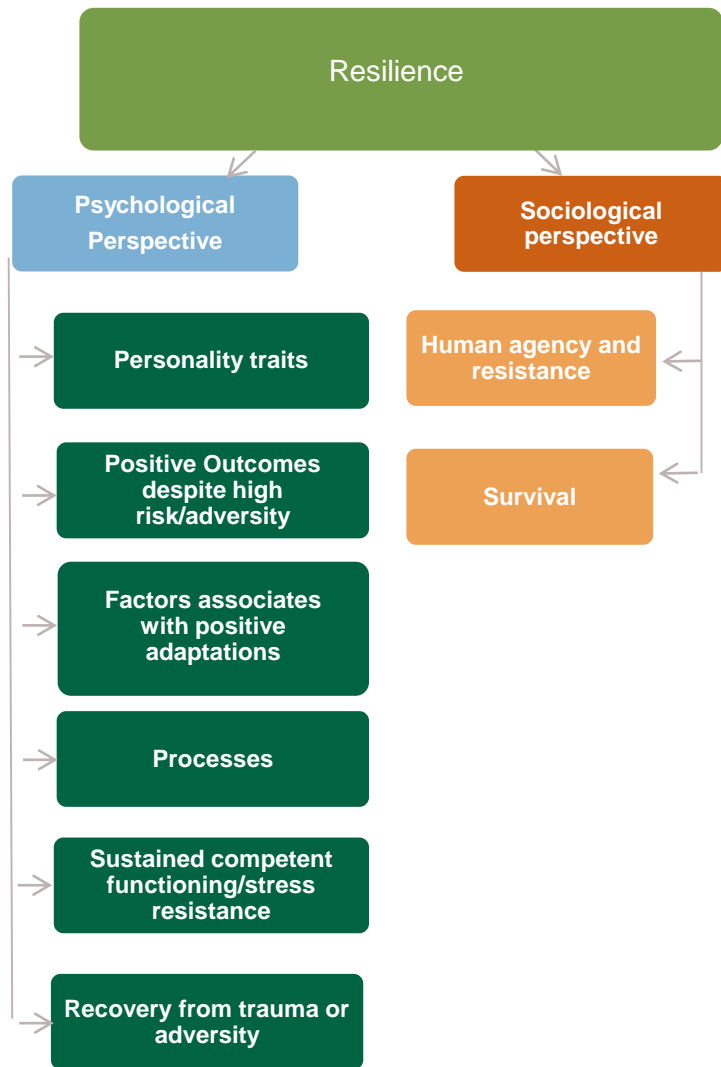 Resilience
Psychological
Perspective
Sociological
perspective
Personality traits
Positive Outcomes
despite high
risk/adversity
Factors associates
with positive
adaptations
Processes
Sustained competent
functioning/stress
resistance
Recovery from trauma or
adversity
Human agency and
resistance
Survival